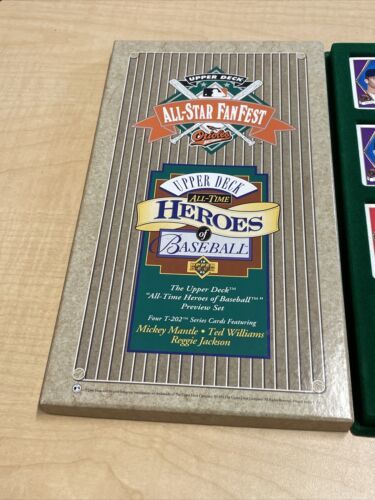 UPPER DECK
ALL-STAR FANFEST
Orioles
UPPER DECK
ALL-TIME
HEROES
of
BASEBALL
The Upper Deck™
"All-Time Heroes of Baseball™"
Preview Set
Four T-202™ Series Cards Featuring
Mickey Mantle • Ted Williams
Reggie Jackson